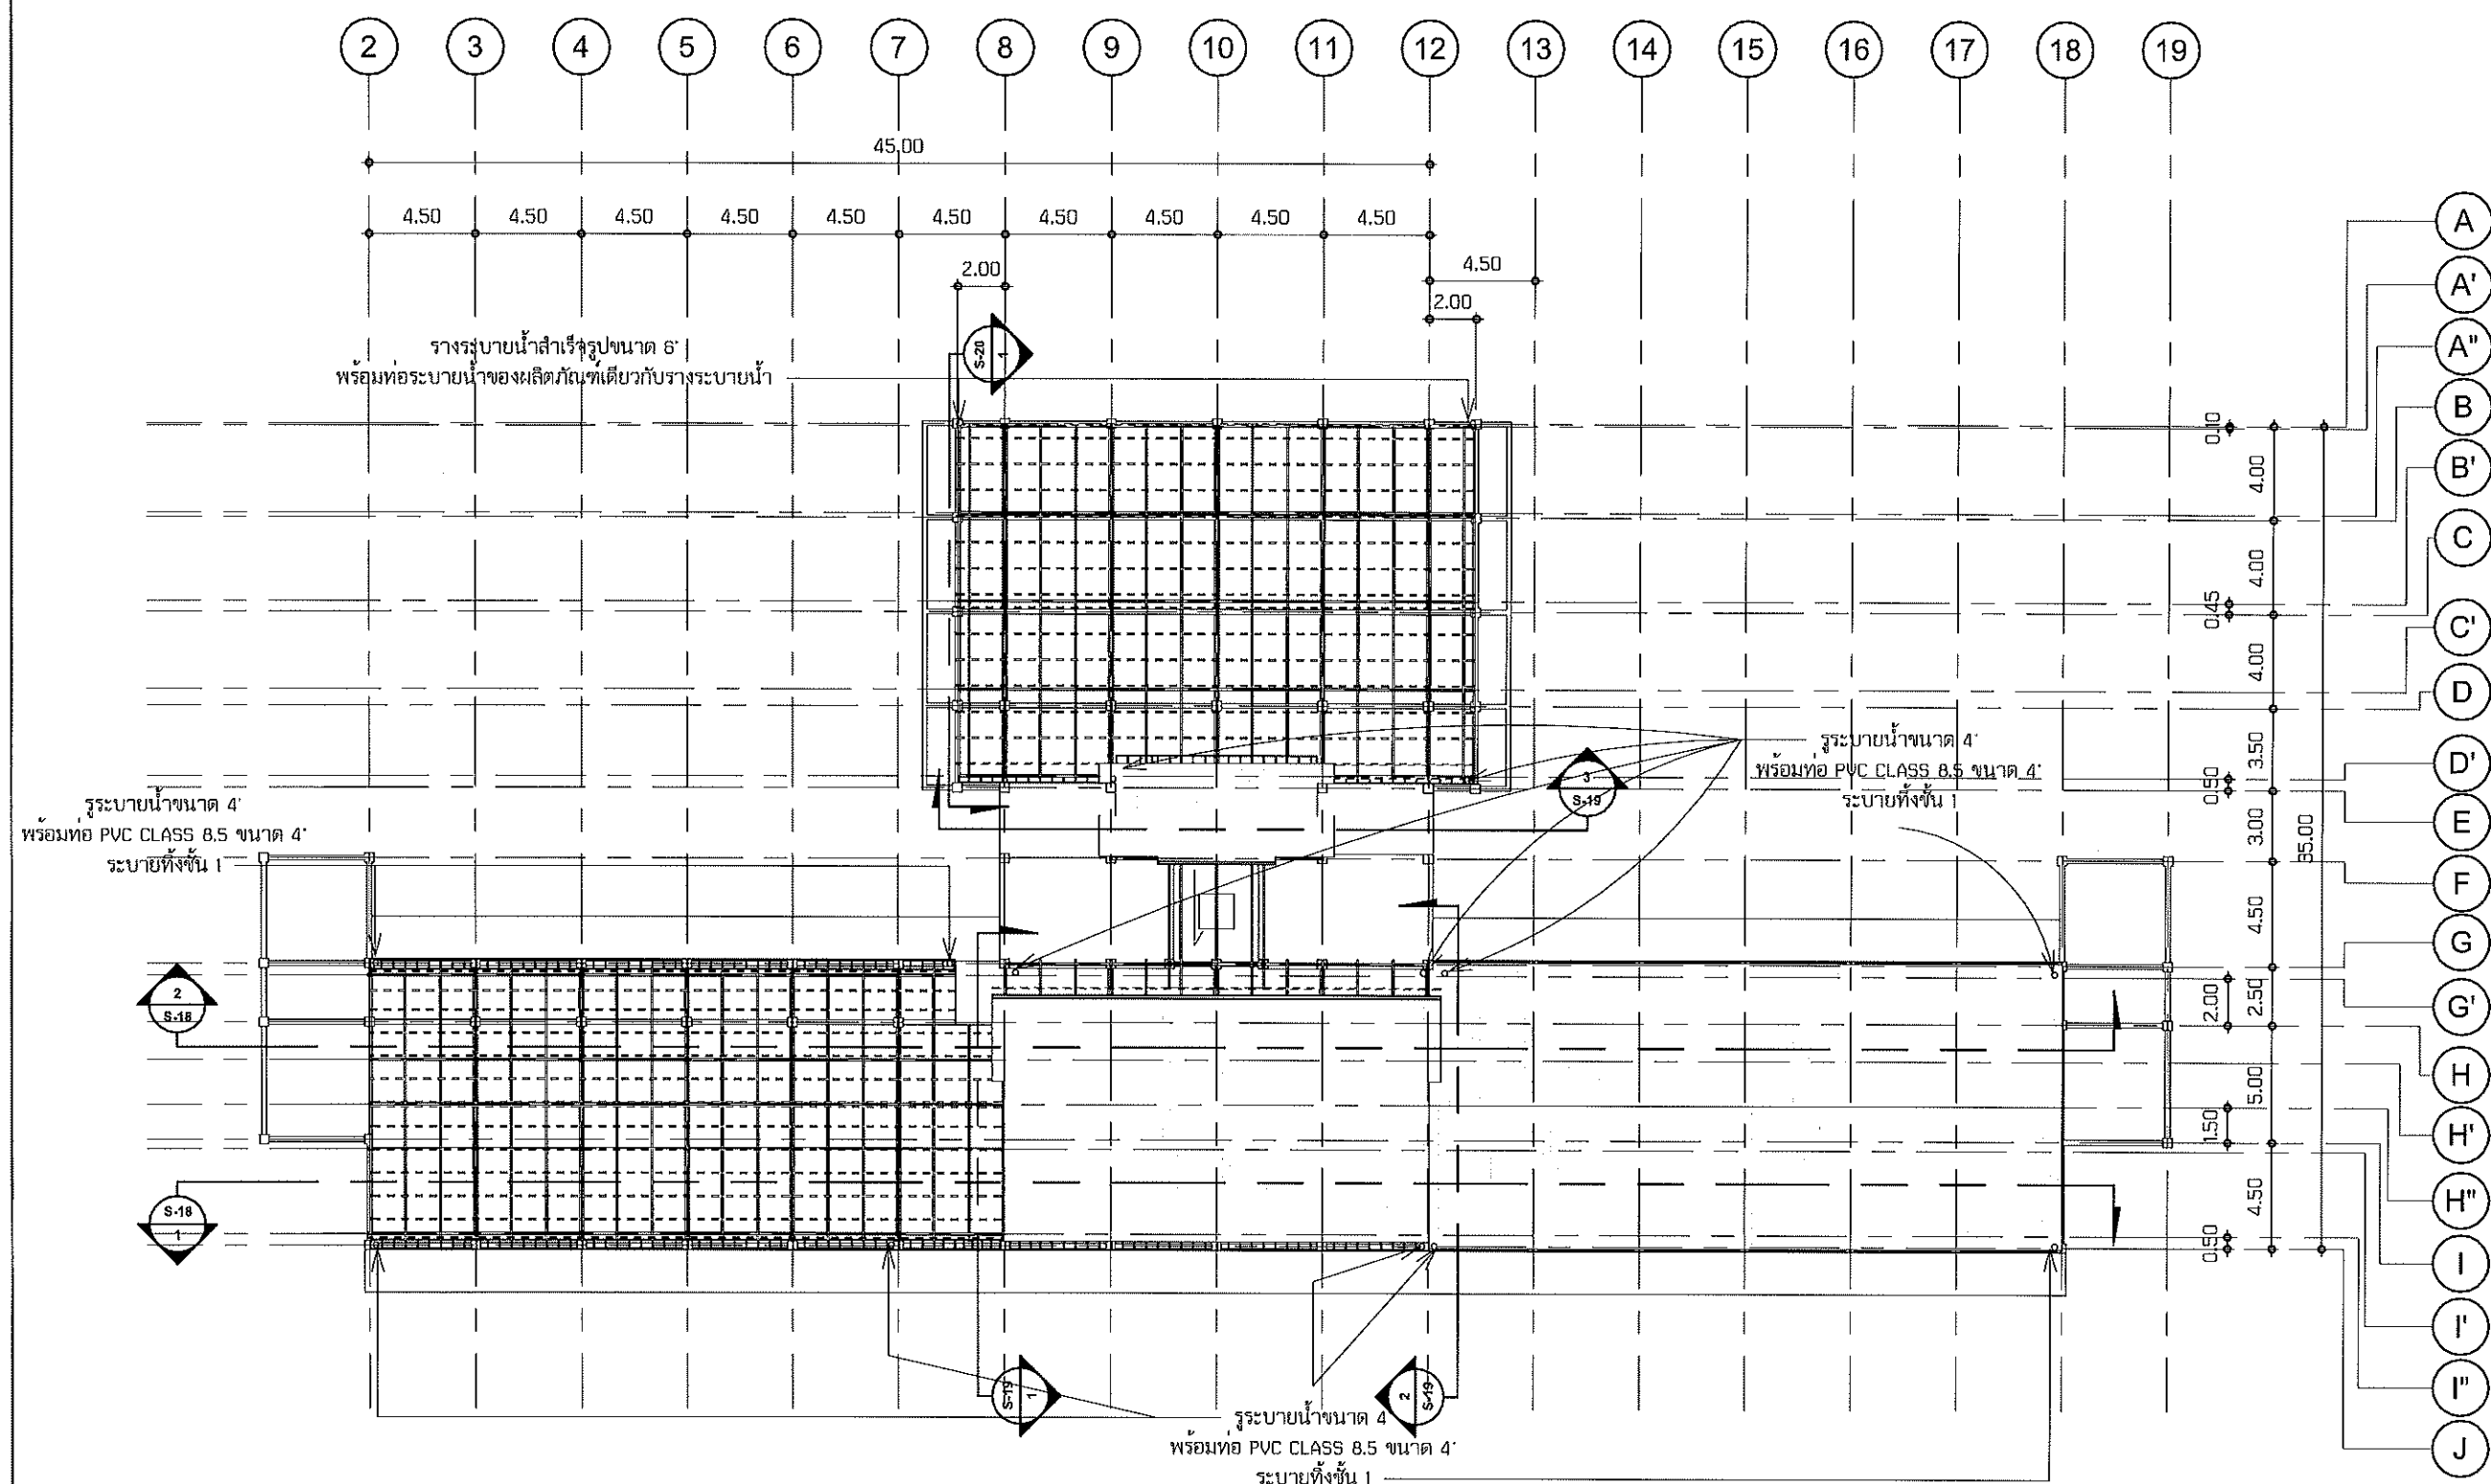 2 3 4 5 6 7 8 9 10 11 12 13 14 15 16 17 18 19
45.00
4.50 4.50 4.50 4.50 4.50 4.50 4.50 4.50 4.50 4.50
2.00 4.50
2.00
รางระบายน้ำสำเร็จรูปขนาด 6"
พร้อมท่อระบายน้ำของผลิตภัณฑ์เดียวกับรางระบายน้ำ
S-20
1
A
A'
A"
B
B'
C
C'
D
D'
E
F
G
G'
H
H'
H"
I
I'
I"
J
0.10
4.00
4.00
0.45
4.00
3.50
0.50
3.00
35.00
4.50
2.00
2.50
5.00
1.50
4.50
0.50
รูระบายน้ำขนาด 4"
พร้อมท่อ PVC CLASS 8.5 ขนาด 4"
ระบายทิ้งชั้น 1
3
S-19
รูระบายน้ำขนาด 4"
พร้อมท่อ PVC CLASS 8.5 ขนาด 4"
ระบายทิ้งชั้น 1
2
S-18
S-18
1
S-19
1
2
S-19
รูระบายน้ำขนาด 4
พร้อมท่อ PVC CLASS 8.5 ขนาด 4"
ระบายทิ้งชั้น 1